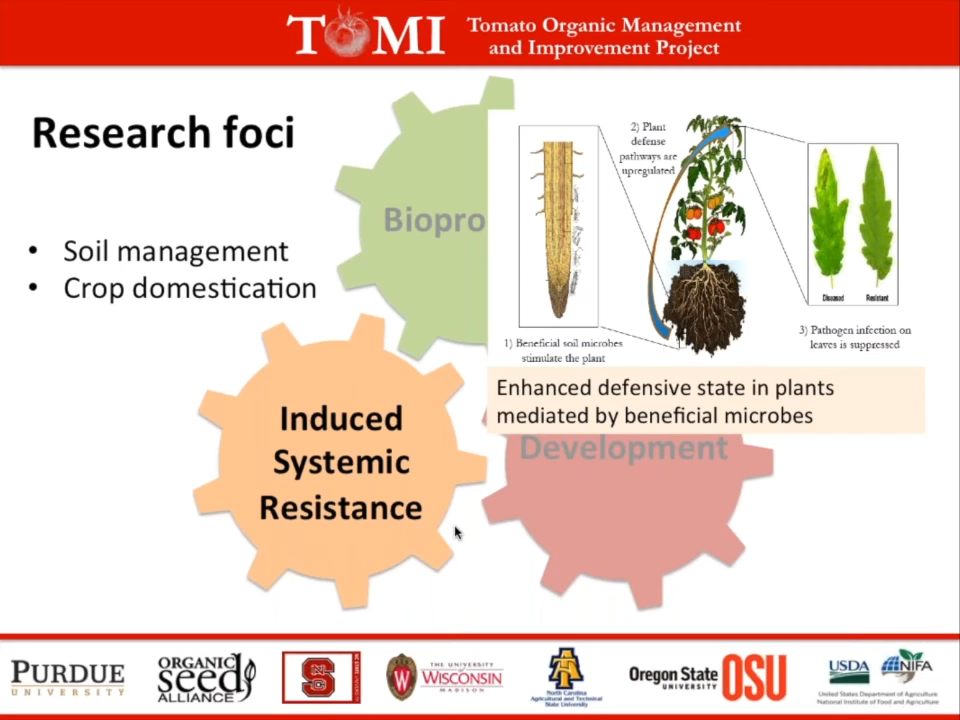 TOMI
Tomato Organic Management
and Improvement Project
Research foci
• Soil management
• Crop domestication
Biopro
Induced
Systemic
Resistance
Development
2) Plant
defense
pathways are
upregulated
1) Beneficial soil microbes
stimulate the plant
Diseased Resistant
3) Pathogen infection on
leaves is suppressed
Enhanced defensive state in plants
mediated by beneficial microbes
PURDUE
UNIVERSITY
ORGANIC
seed
ALLIANCE
S
NC STATE UNIVERSITY
W
THE UNIVERSITY
of
WISCONSIN
MADISON
North Carolina
Agricultural and Technical
State University
Oregon State
UNIVERSITY
OSU
USDA
NIFA
United States Department of Agriculture
National Institute of Food and Agriculture